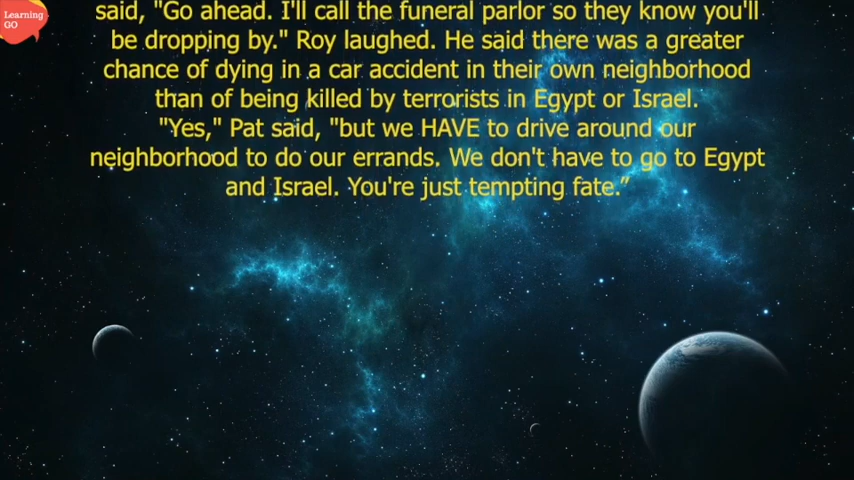 Learning
GO
said, "Go ahead. I'll call the funeral parlor so they know you'll
be dropping by." Roy laughed. He said there was a greater
chance of dying in a car accident in their own neighborhood
than of being killed by terrorists in Egypt or Israel.
"Yes," Pat said, "but we HAVE to drive around our
neighborhood to do our errands. We don't have to go to Egypt
and Israel. You're just tempting fate.”